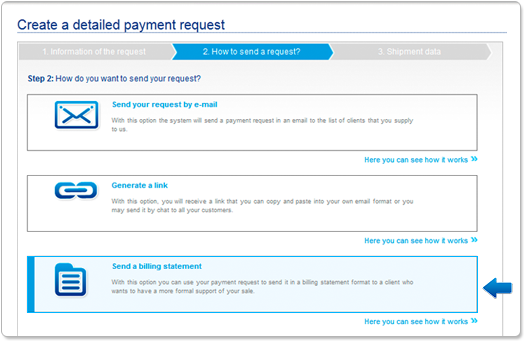 Create a detailed payment request
1. Information of the request
2. How to send a request?
3. Shipment data
Step 2: How do you want to send your request?
Send your request by e-mail
With this option the system will send a payment request in an email to the list of clients that you supply
to us.
Here you can see how it works »
Generate a link
With this option, you will receive a link that you can copy and paste into your own email format or you
may send it by chat to all your customers.
Here you can see how it works »
Send a billing statement
With this option you can use your payment request to send it in a billing statement format to a client who
wants to have a more formal support of your sale.
Here you can see how it works »